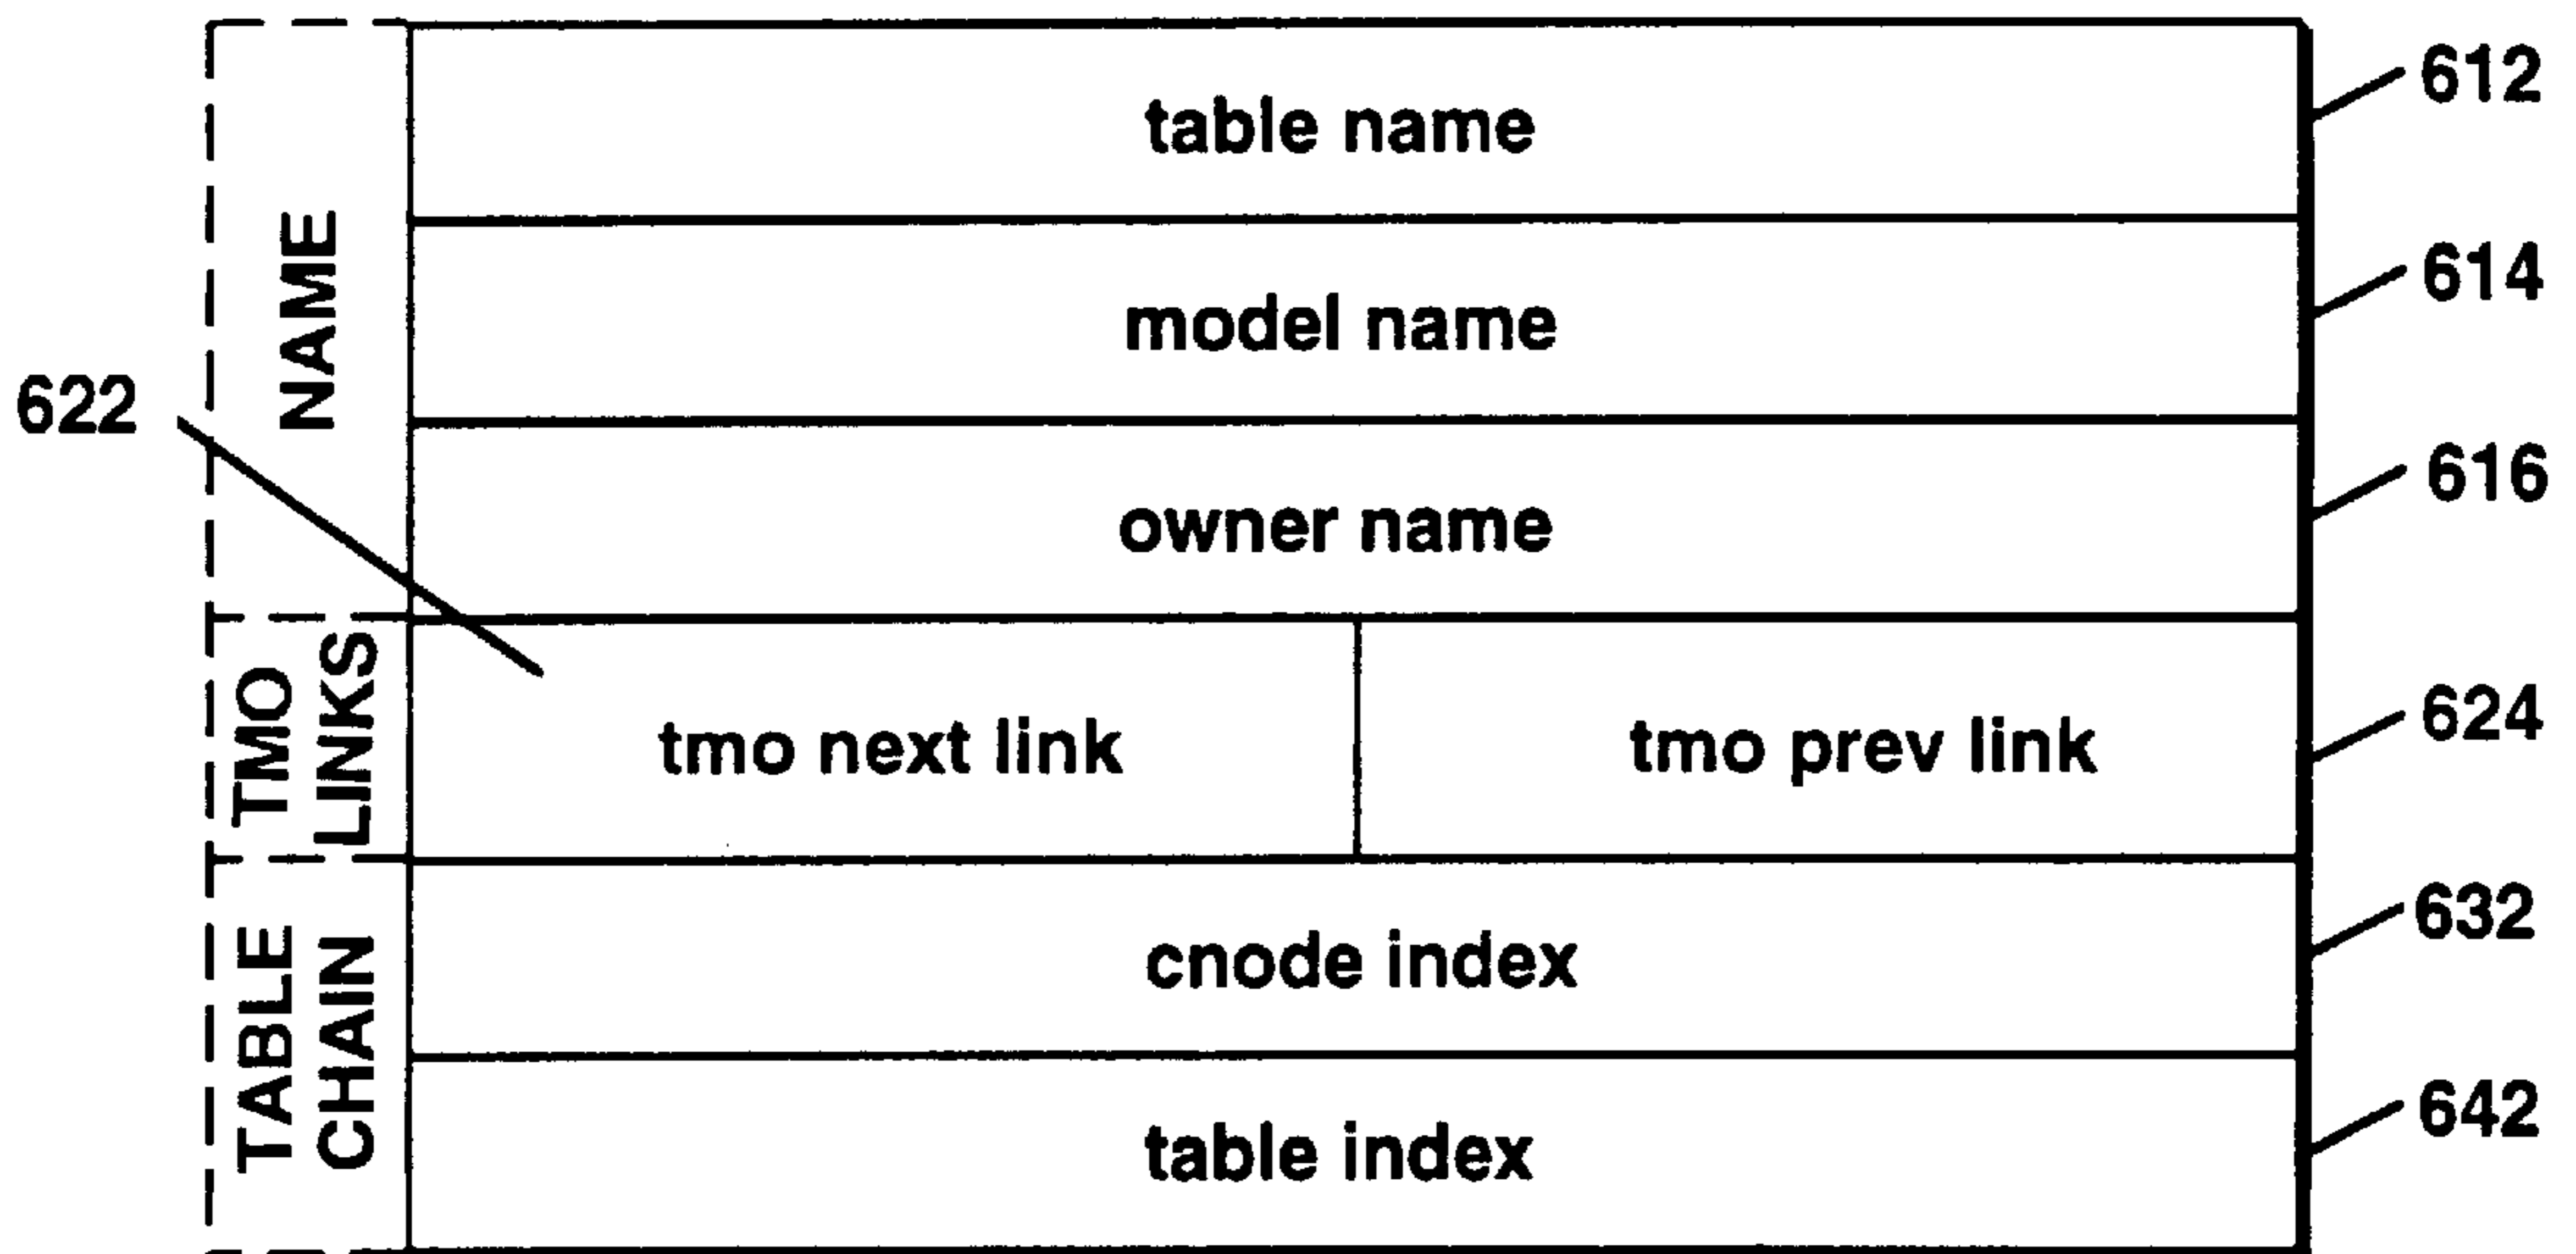 612
table name
614
model name
NAME
622
616
owner name
TMO
LINKS
tmo next link
tmo prev link
624
TABLE
CHAIN
cnode index
632
table index
642